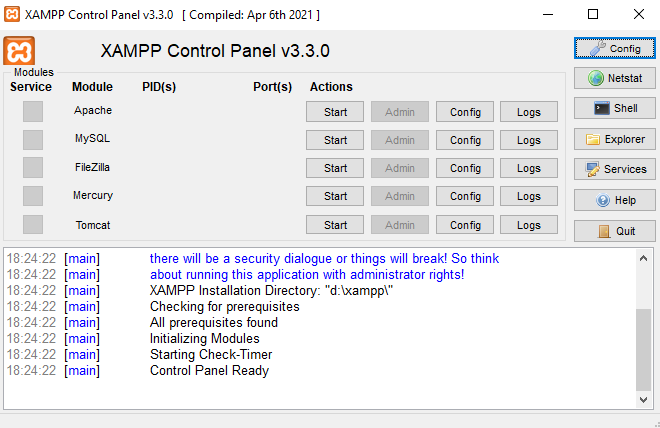 XAMPP Control Panel v3.3.0 [ Compiled: Apr 6th 2021 ]
XAMPP Control Panel v3.3.0
Config
Modules
Service Module PID(s) Port(s) Actions
Netstat
Apache Start Admin Config Logs
Shell
MySQL Start Admin Config Logs
Explorer
FileZilla Start Admin Config Logs
Services
Mercury Start Admin Config Logs
Help
Tomcat Start Admin Config Logs
Quit
18:24:22 [main] there will be a security dialogue or things will break! So think
18:24:22 [main] about running this application with administrator rights!
18:24:22 [main] XAMPP Installation Directory: "d:\xampp\"
18:24:22 [main] Checking for prerequisites
18:24:22 [main] All prerequisites found
18:24:22 [main] Initializing Modules
18:24:22 [main] Starting Check-Timer
18:24:22 [main] Control Panel Ready